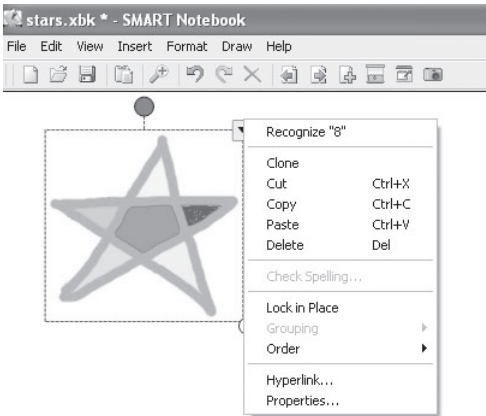 stars.xbk * - SMART Notebook
File Edit View Insert Format Draw Help
Recognize "8"
Clone
Cut Ctrl+X
Copy Ctrl+C
Paste Ctrl+V
Delete Del
Check Spelling...
Lock in Place
Grouping
Order
Hyperlink...
Properties...